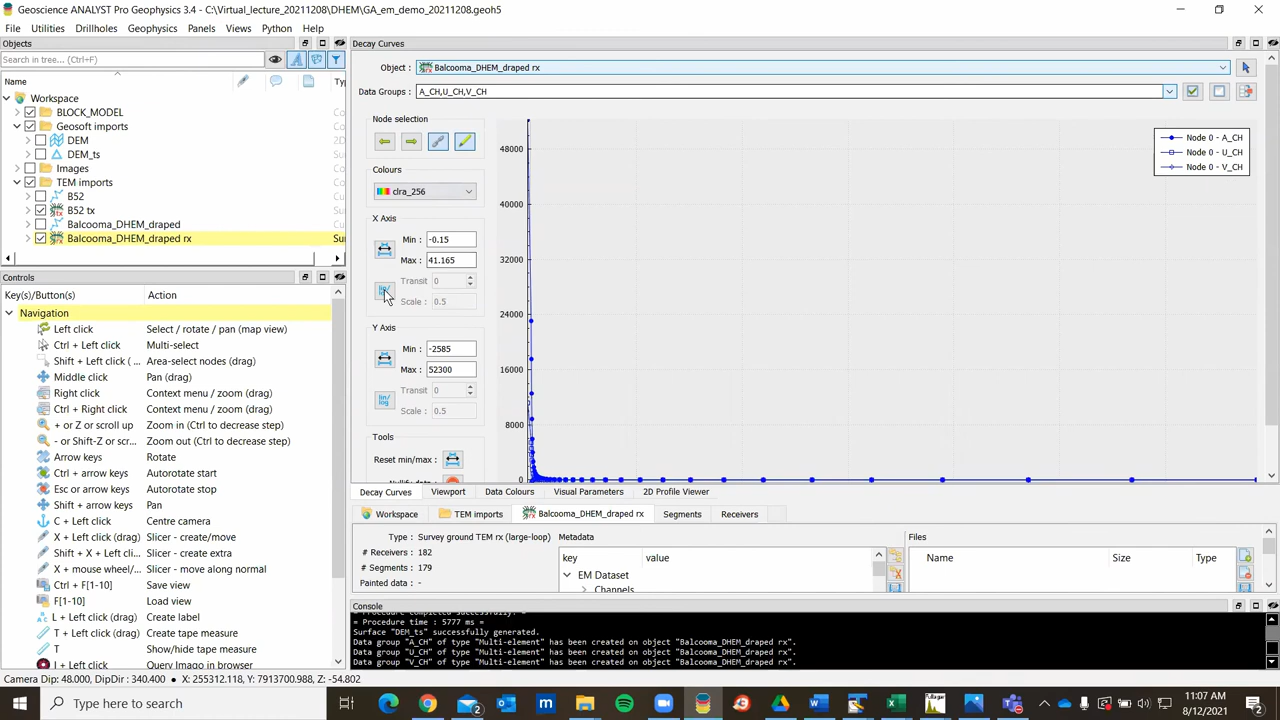 Geoscience ANALYST Pro Geophysics 3.4 - C:\Virtual_lecture_20211208\DHEM\GA_em_demo_20211208.geoh5
File Utilities Drillholes Geophysics Panels Views Python Help
Objects
Search in tree... (Ctrl+F)
Name
Workspace
BLOCK_MODEL
Geosoft imports
DEM
DEM_ts
Images
TEM imports
B52
B52 tx
Balcooma_DHEM_draped
Balcooma_DHEM_draped rx
Controls
Key(s)/Button(s) Action
Navigation
Left click Select / rotate / pan (map view)
Ctrl + Left click Multi-select
Shift + Left click ( ... Area-select nodes (drag)
Middle click Pan (drag)
Right click Context menu / zoom (drag)
Ctrl + Right click Context menu / zoom (drag)
+ or Z or scroll up Zoom in (Ctrl to decrease step)
- or Shift-Z or scr... Zoom out (Ctrl to decrease step)
Arrow keys Rotate
Ctrl + arrow keys Autorotate start
Esc or arrow keys Autorotate stop
Shift + arrow keys Pan
C + Left click Centre camera
X + Left click (drag) Slicer - create/move
Shift + X + Left cl... Slicer - create extra
X + mouse wheel/... Slicer - move along normal
Ctrl + F[1-10] Save view
F[1-10] Load view
L + Left click (drag) Create label
T + Left click (drag) Create tape measure
T + Left click Show/hide tape measure
I + Left click Query Imago in browser
Camera Dip: 48.000, DipDir : 340.400 ● X: 255312.118, Y: 7913700.988, Z: -54.802
Decay Curves
Object : Balcooma_DHEM_draped rx
Data Groups : A_CH,U_CH,V_CH
Node selection
Colours
clra_256
X Axis
Min : -0.15
Max : 41.165
Transit 0
Scale : 0.5
lin/
Y Axis
Min : -2585
Max : 52300
Transit 0
Scale : 0.5
lin/
log
Tools
Reset min/max :
48000
40000
32000
24000
16000
8000
0
Node 0 - A_CH
Node 0 - U_CH
Node 0 - V_CH
Decay Curves Viewport Data Colours Visual Parameters 2D Profile Viewer
Workspace TEM imports Balcooma_DHEM_draped rx Segments Receivers
Type : Survey ground TEM rx (large-loop)
# Receivers : 182
# Segments : 179
Painted data : -
Metadata
key value
EM Dataset
Channels
Files
Name Size Type
Console
= Procedure completed successfully! =
= Procedure time : 5777 ms =
Surface "DEM_ts" successfully generated.
Data group "A_CH" of type "Multi-element" has been created on object "Balcooma_DHEM_draped rx".
Data group "U_CH" of type "Multi-element" has been created on object "Balcooma_DHEM_draped rx".
Data group "V_CH" of type "Multi-element" has been created on object "Balcooma_DHEM_draped rx".
Type here to search
11:07 AM
8/12/2021